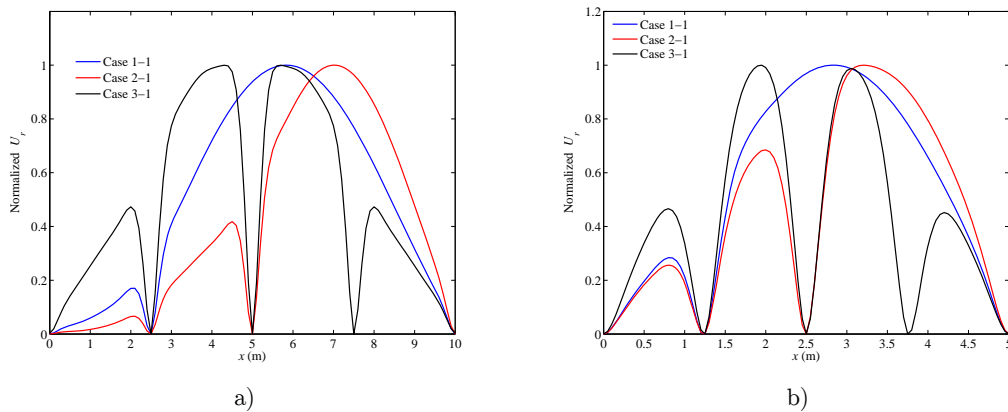 1
0.8
0.6
0.4
0.2
0
Normalized U_r
Case 1−1
Case 2−1
Case 3−1
0 1 2 3 4 5 6 7 8 9 10
x (m)
a)
1.2
1
0.8
0.6
0.4
0.2
0
Normalized U_r
Case 1−1
Case 2−1
Case 3−1
0 0.5 1 1.5 2 2.5 3 3.5 4 4.5 5
x (m)
b)